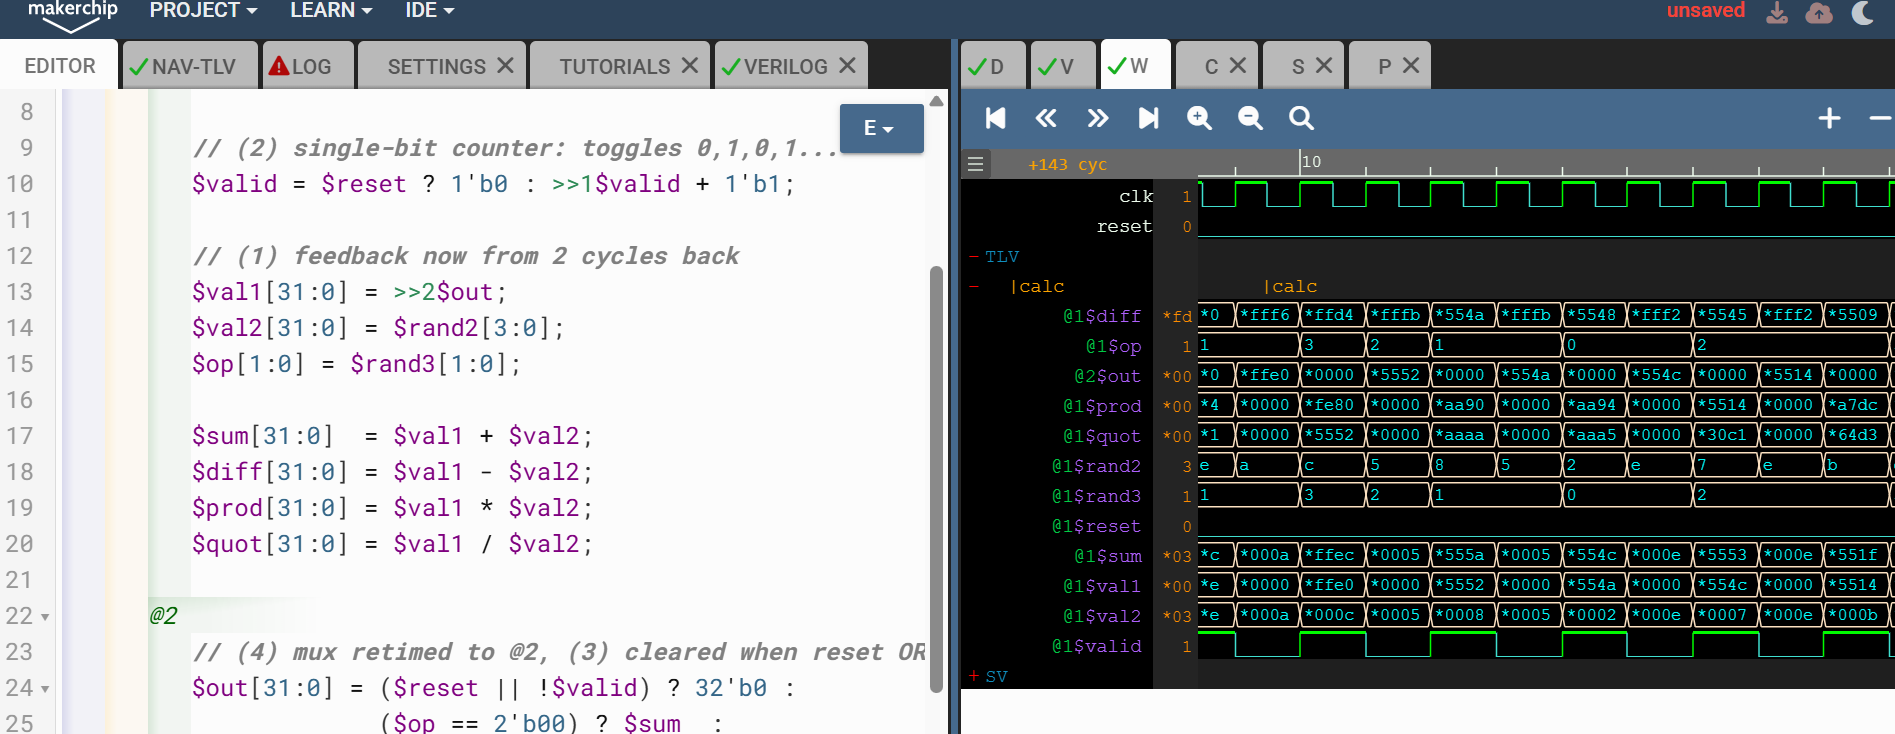 makerchip PROJECT LEARN IDE unsaved
EDITOR NAV-TLV LOG SETTINGS TUTORIALS VERILOG
8
9 // (2) single-bit counter: toggles 0,1,0,1...
10 $valid = $reset ? 1'b0 : >>1$valid + 1'b1;
11
12 // (1) feedback now from 2 cycles back
13 $val1[31:0] = >>2$out;
14 $val2[31:0] = $rand2[3:0];
15 $op[1:0] = $rand3[1:0];
16
17 $sum[31:0]  = $val1 + $val2;
18 $diff[31:0] = $val1 - $val2;
19 $prod[31:0] = $val1 * $val2;
20 $quot[31:0] = $val1 / $val2;
21
22 @2
23 // (4) mux retimed to @2, (3) cleared when reset OR
24 $out[31:0] = ($reset || !$valid) ? 32'b0 :
25 ($op == 2'b00) ? $sum  :
E
D V W C S P
+143 cyc 10
clk 1
reset 0
- TLV
- |calc |calc
@1$diff *fd *0 *fff6 *ffd4 *fffb *554a *fffb *5548 *fff2 *5545 *fff2 *5509
@1$op 1 1 3 2 1 0 2
@2$out *00 *0 *ffe0 *0000 *5552 *0000 *554a *0000 *554c *0000 *5514 *0000
@1$prod *00 *4 *0000 *fe80 *0000 *aa90 *0000 *aa94 *0000 *5514 *0000 *a7dc
@1$quot *00 *1 *0000 *5552 *0000 *aaaa *0000 *aaa5 *0000 *30c1 *0000 *64d3
@1$rand2 3 e a c 5 8 5 2 e 7 e b
@1$rand3 1 1 3 2 1 0 2
@1$reset 0
@1$sum *03 *c *000a *ffec *0005 *555a *0005 *554c *000e *5553 *000e *551f
@1$val1 *00 *e *0000 *ffe0 *0000 *5552 *0000 *554a *0000 *554c *0000 *5514
@1$val2 *03 *e *000a *000c *0005 *0008 *0005 *0002 *000e *0007 *000e *000b
@1$valid 1
+ SV